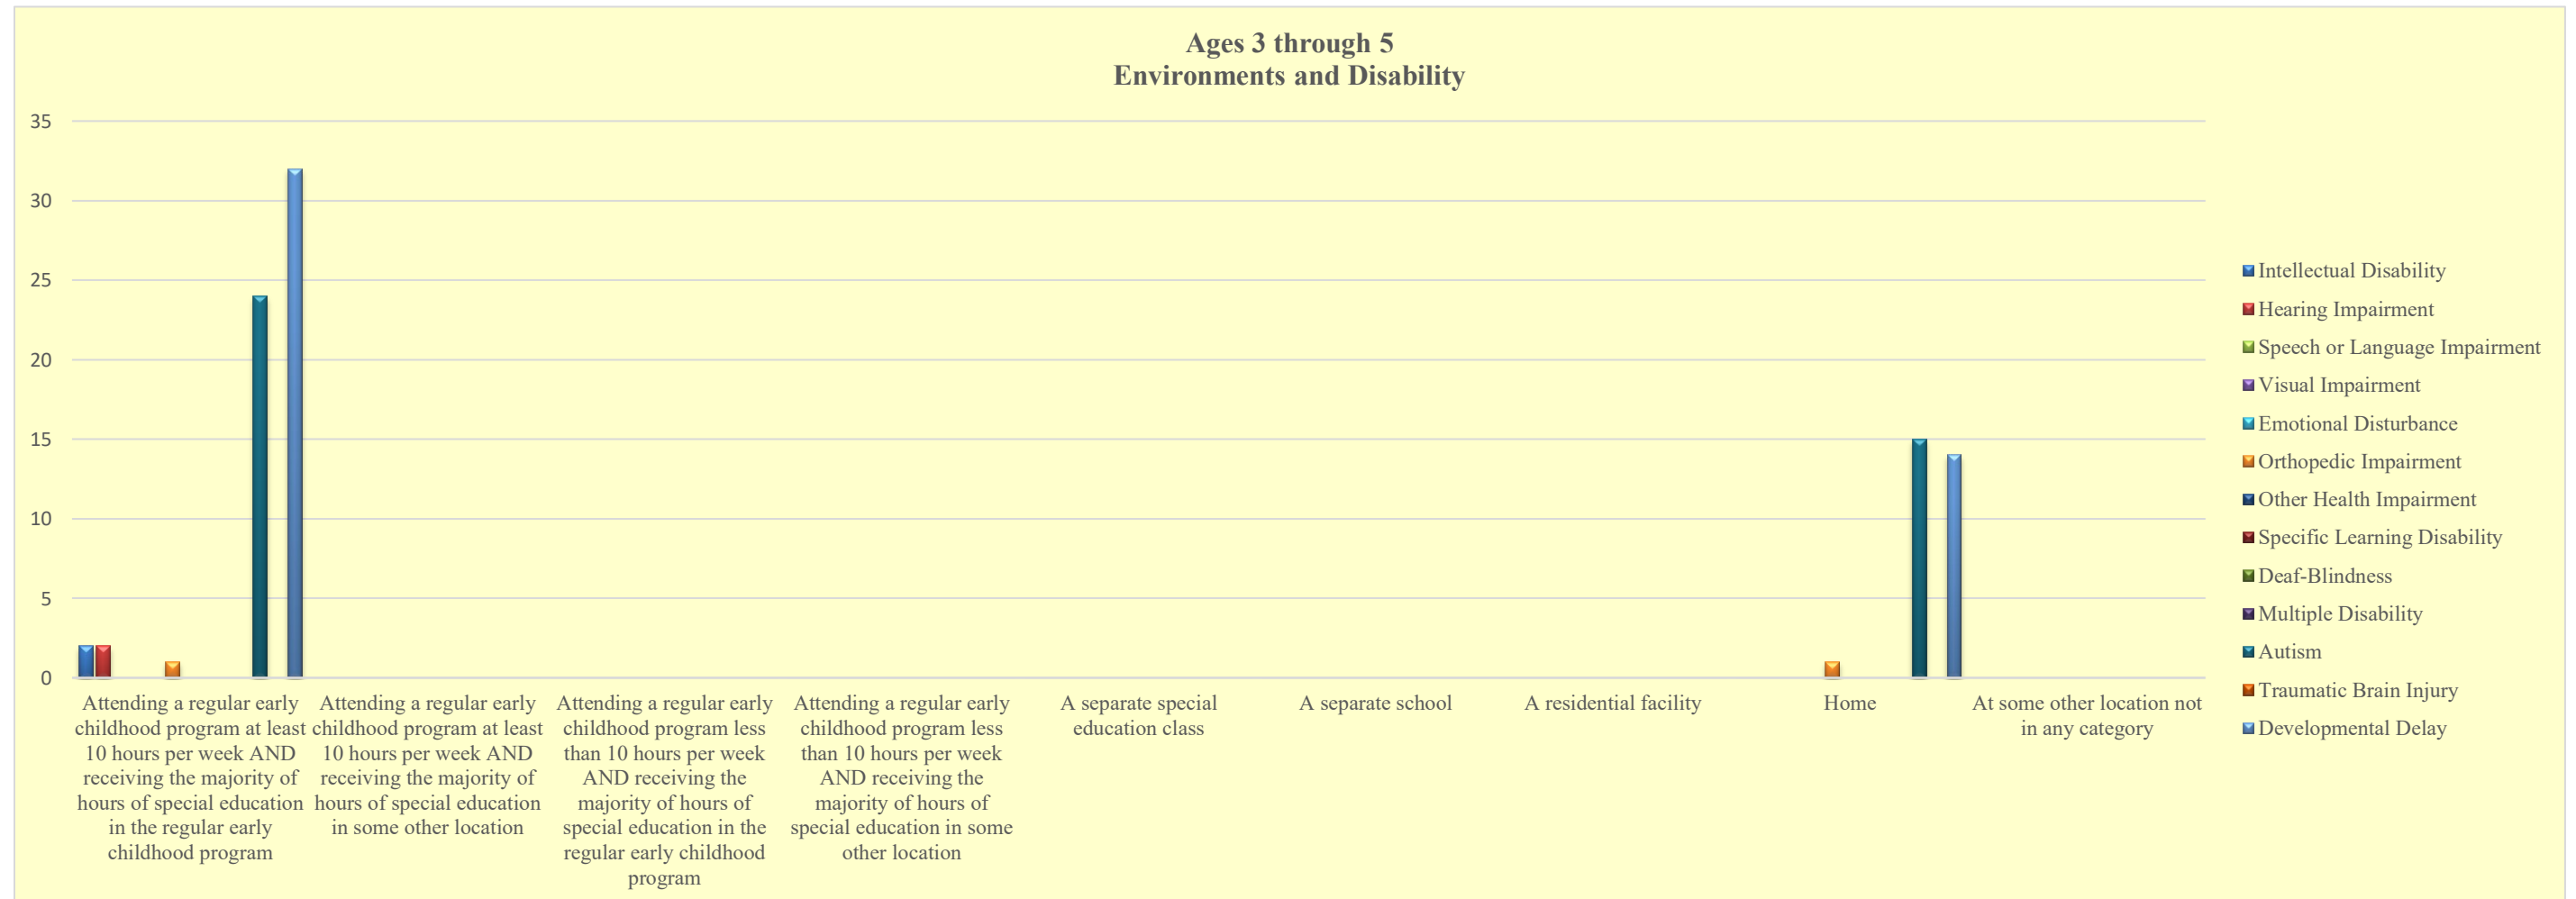 Ages 3 through 5
Environments and Disability
35
30
25
20
15
10
5
0
Attending a regular early
childhood program at least
10 hours per week AND
receiving the majority of
hours of special education
in the regular early
childhood program
Attending a regular early
childhood program at least
10 hours per week AND
receiving the majority of
hours of special education
in some other location
Attending a regular early
childhood program less
than 10 hours per week
AND receiving the
majority of hours of
special education in the
regular early childhood
program
Attending a regular early
childhood program less
than 10 hours per week
AND receiving the
majority of hours of
special education in some
other location
A separate special
education class
A separate school
A residential facility
Home
At some other location not
in any category
Intellectual Disability
Hearing Impairment
Speech or Language Impairment
Visual Impairment
Emotional Disturbance
Orthopedic Impairment
Other Health Impairment
Specific Learning Disability
Deaf-Blindness
Multiple Disability
Autism
Traumatic Brain Injury
Developmental Delay